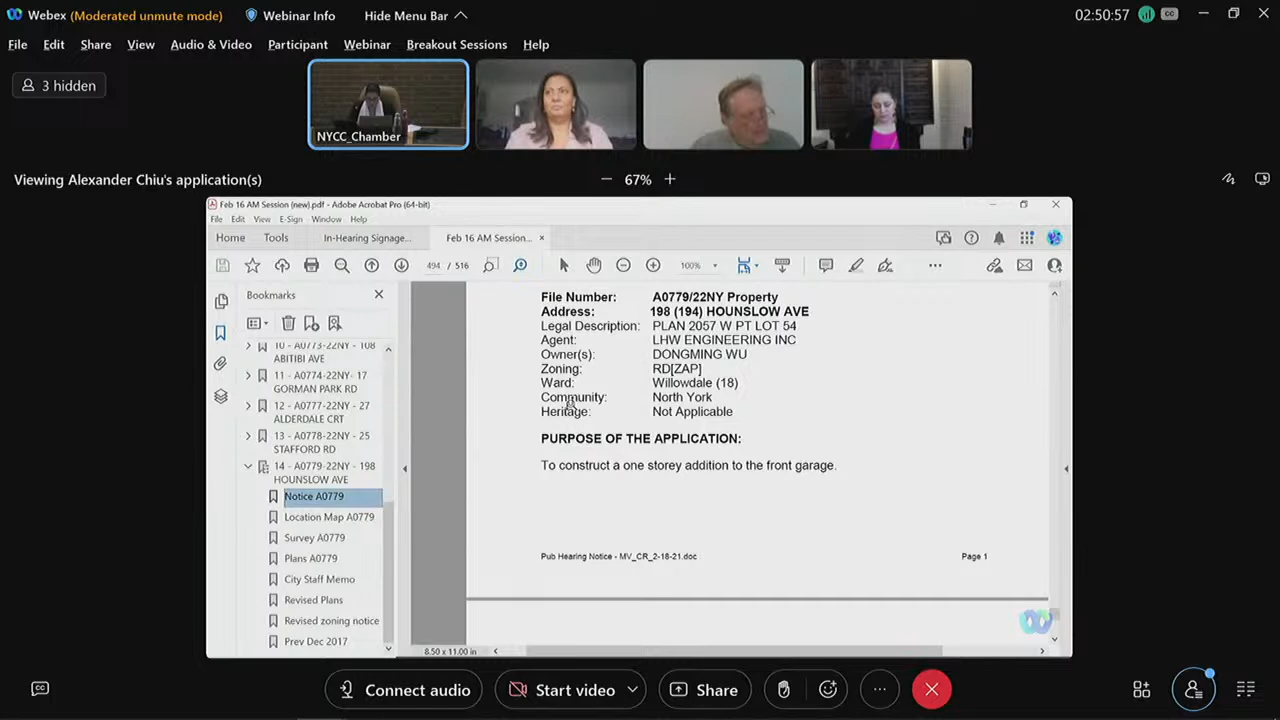 Webex (Moderated unmute mode) Webinar Info Hide Menu Bar 02:50:57 CC
File Edit Share View Audio & Video Participant Webinar Breakout Sessions Help
3 hidden
NYCC_Chamber
Viewing Alexander Chiu's application(s) 67%
Feb 16 AM Session (new).pdf - Adobe Acrobat Pro (64-bit)
File Edit View E-Sign Window Help
Home Tools In-Hearing Signage... Feb 16 AM Session...
494 / 516 100%
Bookmarks
10 - A0773-22NY - 108
ABITIBI AVE
11 - A0774-22NY- 17
GORMAN PARK RD
12 - A0777-22NY - 27
ALDERDALE CRT
13 - A0778-22NY - 25
STAFFORD RD
14 - A0779-22NY - 198
HOUNSLOW AVE
Notice A0779
Location Map A0779
Survey A0779
Plans A0779
City Staff Memo
Revised Plans
Revised zoning notice
Prev Dec 2017
File Number: A0779/22NY Property
Address: 198 (194) HOUNSLOW AVE
Legal Description: PLAN 2057 W PT LOT 54
Agent: LHW ENGINEERING INC
Owner(s): DONGMING WU
Zoning: RD[ZAP]
Ward: Willowdale (18)
Community: North York
Heritage: Not Applicable
PURPOSE OF THE APPLICATION:
To construct a one storey addition to the front garage.
Pub Hearing Notice - MV_CR_2-18-21.doc Page 1
8.50 x 11.00 in
CC Connect audio Start video Share